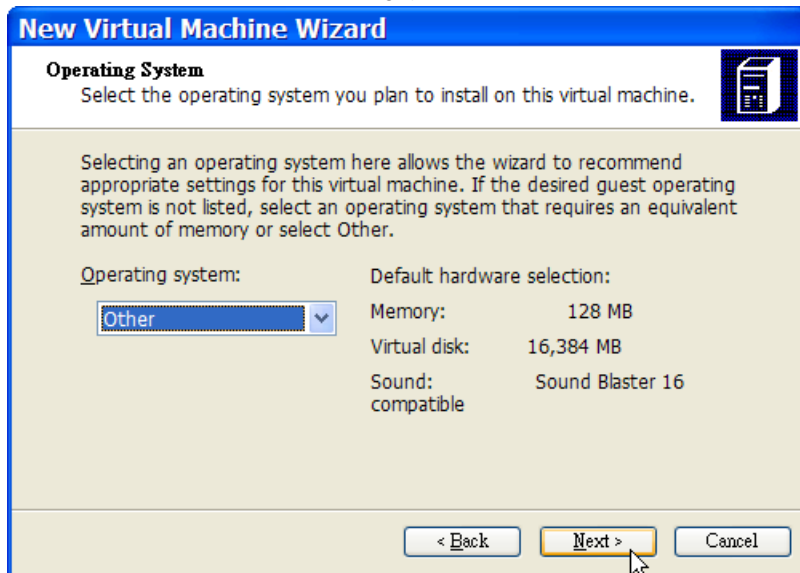 New Virtual Machine Wizard
Operating System
Select the operating system you plan to install on this virtual machine.
Selecting an operating system here allows the wizard to recommend
appropriate settings for this virtual machine. If the desired guest operating
system is not listed, select an operating system that requires an equivalent
amount of memory or select Other.
Operating system:
Other
Default hardware selection:
Memory: 128 MB
Virtual disk: 16,384 MB
Sound: Sound Blaster 16
compatible
< Back Next > Cancel